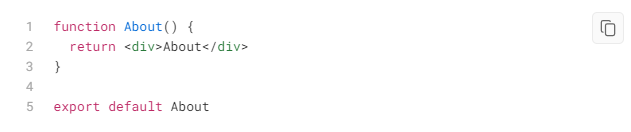 1 function About() {
2   return <div>About</div>
3 }
4
5 export default About